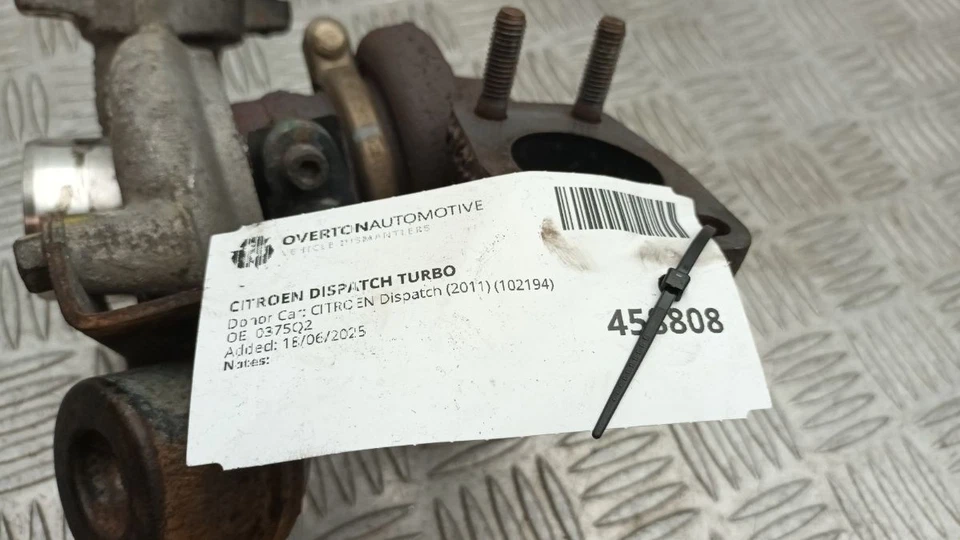 OVERTONAUTOMOTIVE
VEHICLE DISMANTLERS
CITROEN DISPATCH TURBO
Donor Car: CITROEN Dispatch (2011) (102194)
OE 0375Q2
Added: 18/06/2025
Notes: